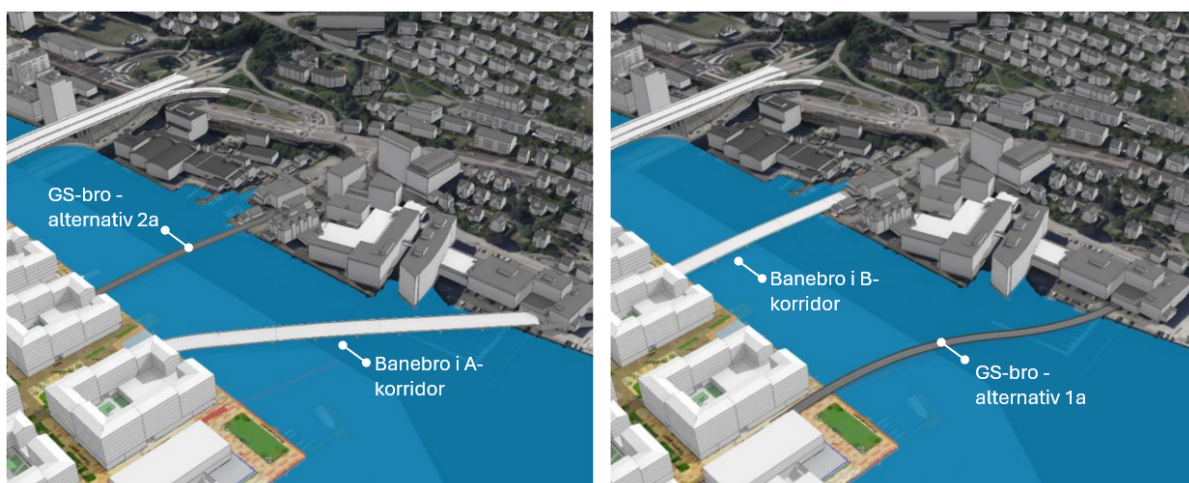 GS-bro -
alternativ 2a
Banebro i A-
korridor
Banebro i B-
korridor
GS-bro -
alternativ 1a